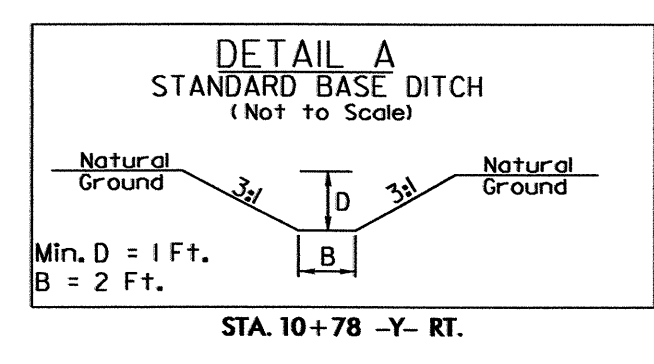 DETAIL A
STANDARD BASE DITCH
(Not to Scale)
Natural
Ground
3:1
D
3:1
Natural
Ground
Min. D = 1 Ft.
B
B = 2 Ft.
STA. 10+78 -Y- RT.